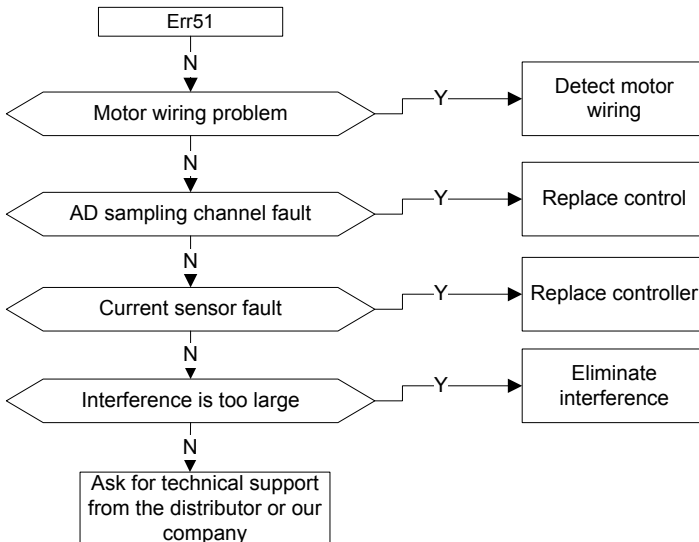 Err51
N
Motor wiring problem
Y
Detect motor
wiring
N
AD sampling channel fault
Y
Replace control
N
Current sensor fault
Y
Replace controller
N
Interference is too large
Y
Eliminate
interference
N
Ask for technical support
from the distributor or our
company